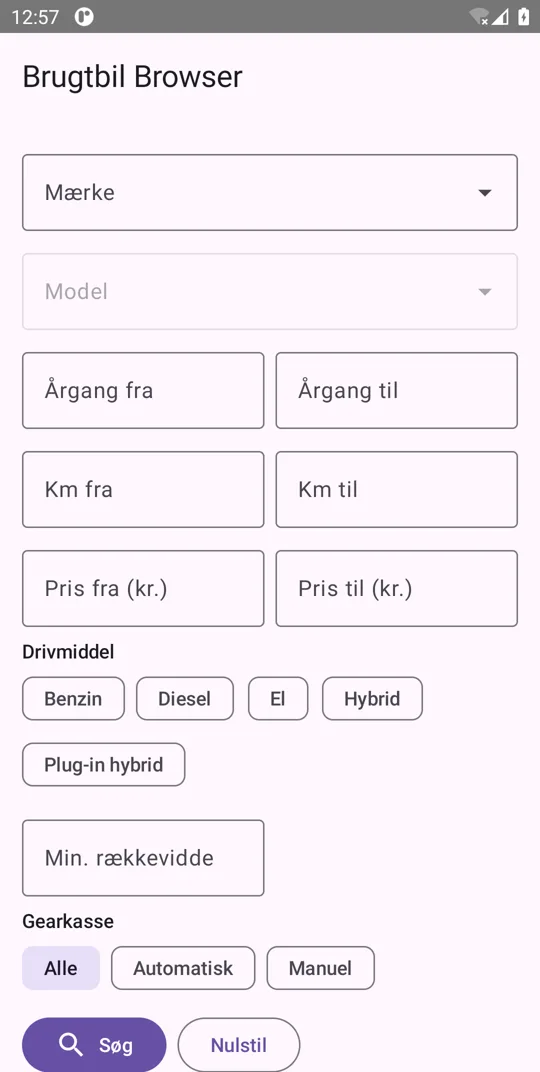 12:57
Brugtbil Browser
Mærke
Model
Årgang fra Årgang til
Km fra Km til
Pris fra (kr.) Pris til (kr.)
Drivmiddel
Benzin Diesel El Hybrid
Plug-in hybrid
Min. rækkevidde
Gearkasse
Alle Automatisk Manuel
Søg Nulstil